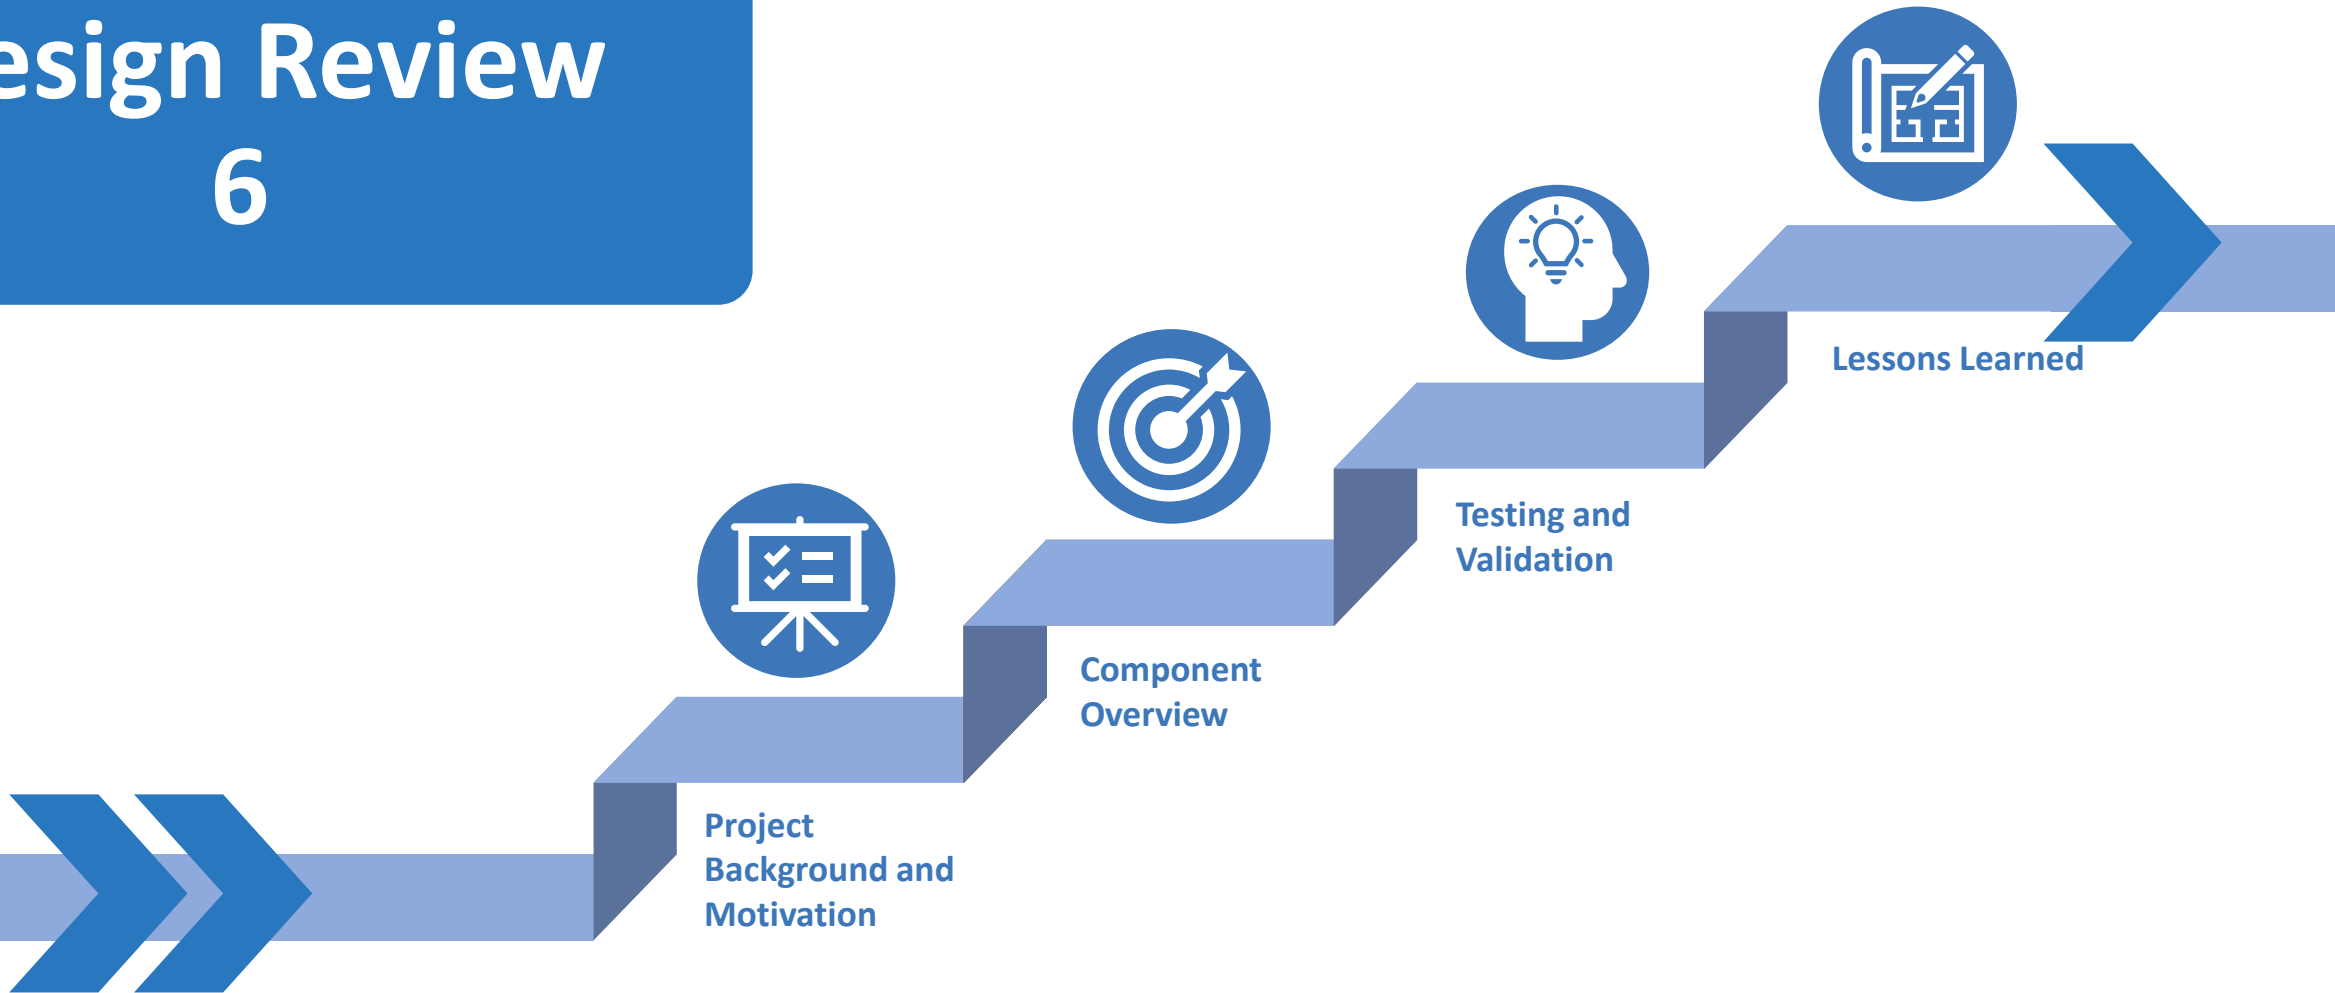 esign Review
6
Lessons Learned
Testing and
Validation
Component
Overview
Project
Background and
Motivation